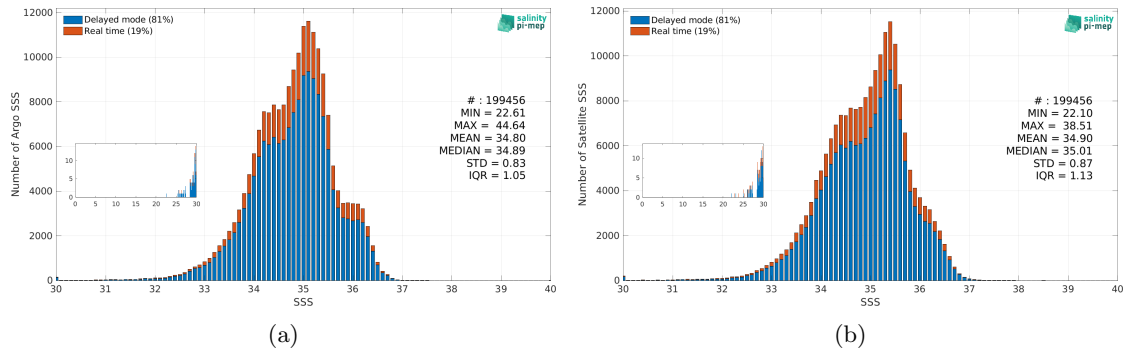 Delayed mode (81%)
Real time (19%)
salinity
pi-mep
Number of Argo SSS
12000
10000
8000
6000
4000
2000
0
# : 199456
MIN = 22.61
MAX = 44.64
MEAN = 34.80
MEDIAN = 34.89
STD = 0.83
IQR = 1.05
10
5
0
0 5 10 15 20 25 30
30 31 32 33 34 35 36 37 38 39 40
SSS
(a)
Delayed mode (81%)
Real time (19%)
salinity
pi-mep
Number of Satellite SSS
12000
10000
8000
6000
4000
2000
0
# : 199456
MIN = 22.10
MAX = 38.51
MEAN = 34.90
MEDIAN = 35.01
STD = 0.87
IQR = 1.13
10
5
0
0 5 10 15 20 25 30
30 31 32 33 34 35 36 37 38 39 40
SSS
(b)